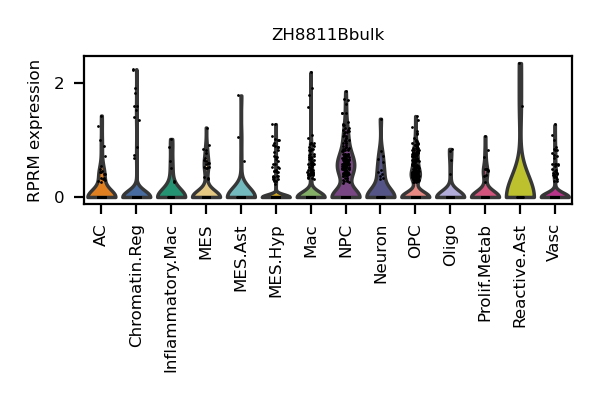 ZH8811Bbulk
RPRM expression
2
0
AC
Chromatin.Reg
Inflammatory.Mac
MES
MES.Ast
MES.Hyp
Mac
NPC
Neuron
OPC
Oligo
Prolif.Metab
Reactive.Ast
Vasc